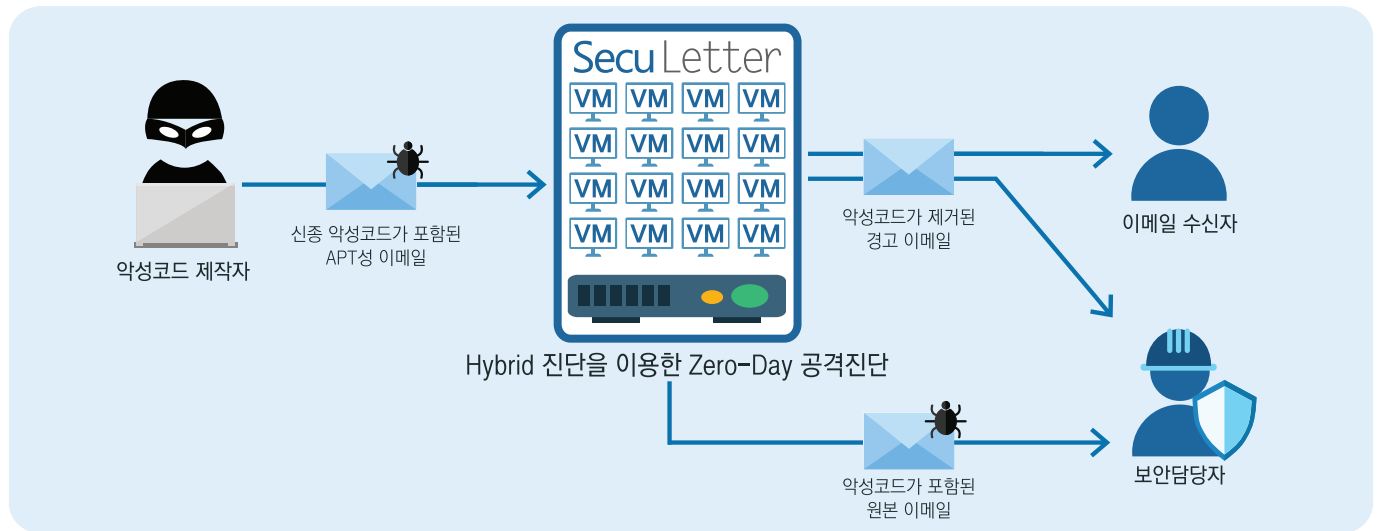 Secu Letter
VM VM VM VM
VM VM VM VM
VM VM VM VM
VM VM VM VM
신종 악성코드가 포함된
APT성 이메일
악성코드 제작자
악성코드가 제거된
경고 이메일
이메일 수신자
Hybrid 진단을 이용한 Zero-Day 공격진단
악성코드가 포함된
원본 이메일
보안담당자